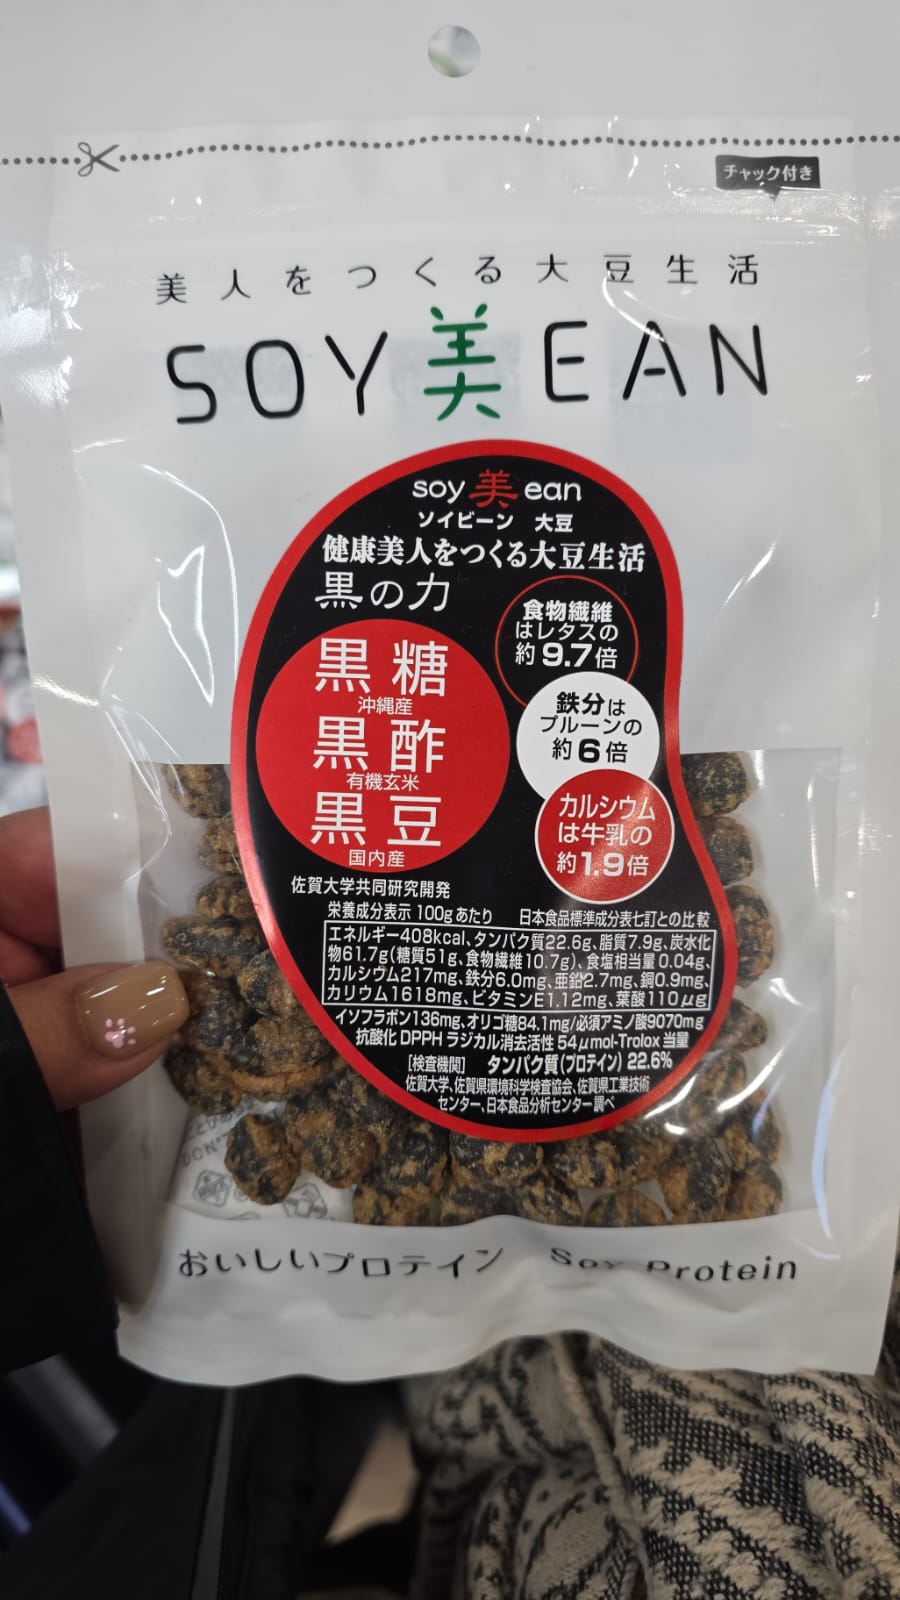 チャック付き
美人をつくる大豆生活
SOY美EAN
soy美ean
ソイビーン 大豆
健康美人をつくる大豆生活
黒の力
黒糖
沖縄産
黒酢
有機玄米
黒豆
国内産
食物繊維
はレタスの
約9.7倍
鉄分は
プルーンの
約6倍
カルシウム
は牛乳の
約1.9倍
佐賀大学共同研究開発
栄養成分表示 100gあたり 日本食品標準成分表七訂との比較
エネルギー408kcal、タンパク質22.6g、脂質7.9g、炭水化
物61.7g(糖質51g、食物繊維10.7g)、食塩相当量0.04g、
カルシウム217mg、鉄分6.0mg、亜鉛2.7mg、銅0.9mg、
カリウム1618mg、ビタミンE1.12mg、葉酸110μg
イソフラボン136mg、オリゴ糖84.1mg/必須アミノ酸9070mg
抗酸化DPPHラジカル消去活性54μmol-Trolox当量
[検査機関] タンパク質(プロテイン)22.6%
佐賀大学、佐賀県環境科学検査協会、佐賀県工業技術
センター、日本食品分析センター調べ
DON'T
おいしいプロテイン Soy Protein